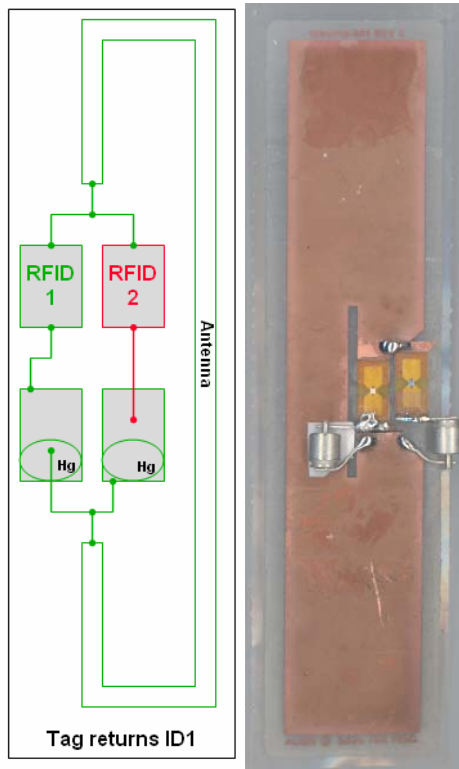 RFID
1
RFID
2
Antenna
Hg
Hg
Tag returns ID1